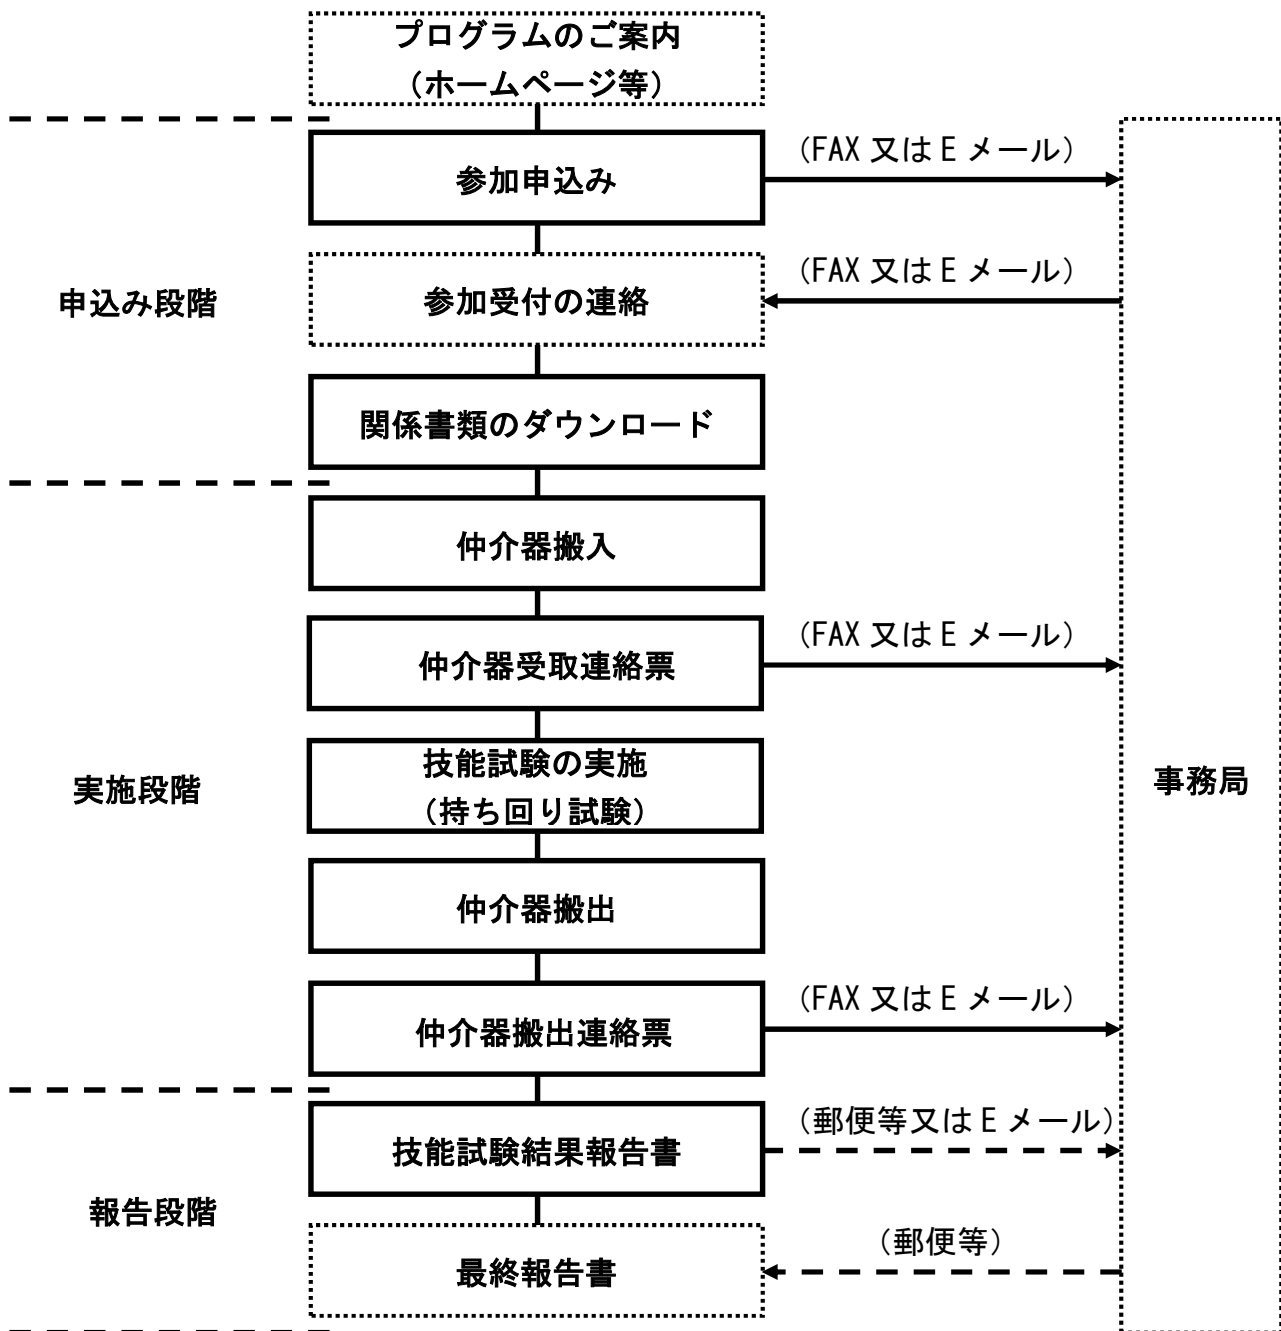 プログラムのご案内
（ホームページ等）
参加申込み
（FAX 又は E メール）
申込み段階
参加受付の連絡
（FAX 又は E メール）
関係書類のダウンロード
仲介器搬入
仲介器受取連絡票
（FAX 又は E メール）
実施段階
技能試験の実施
（持ち回り試験）
事務局
仲介器搬出
仲介器搬出連絡票
（FAX 又は E メール）
報告段階
技能試験結果報告書
（郵便等又は E メール）
最終報告書
（郵便等）